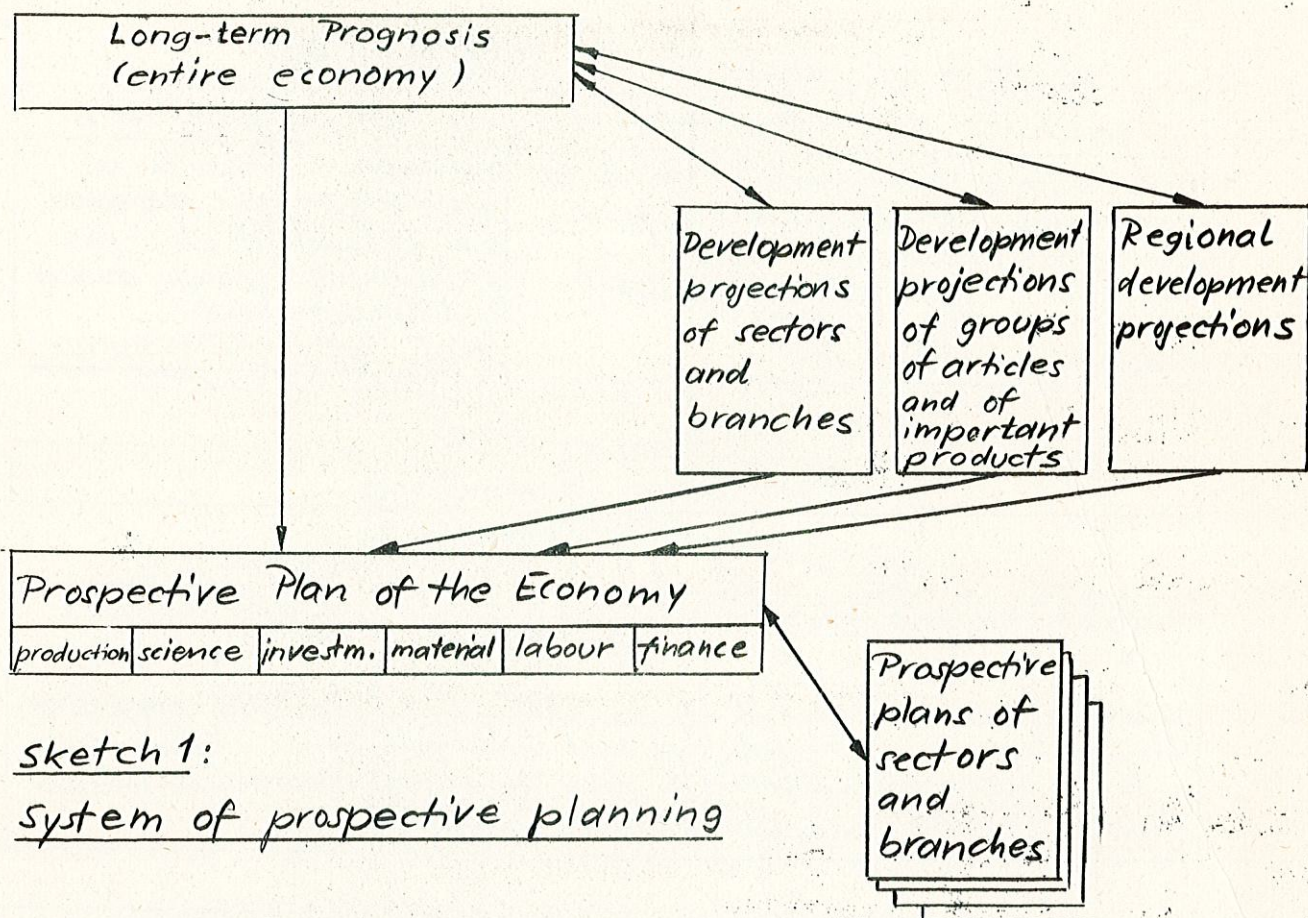 Long-term Prognosis
(entire economy)
Development
projections
of sectors
and
branches
Development
projections
of groups
of articles
and of
important
products
Regional
development
projections
Prospective Plan of the Economy
production science investm. material labour finance
Prospective
plans of
sectors
and
branches
sketch 1:
System of prospective planning